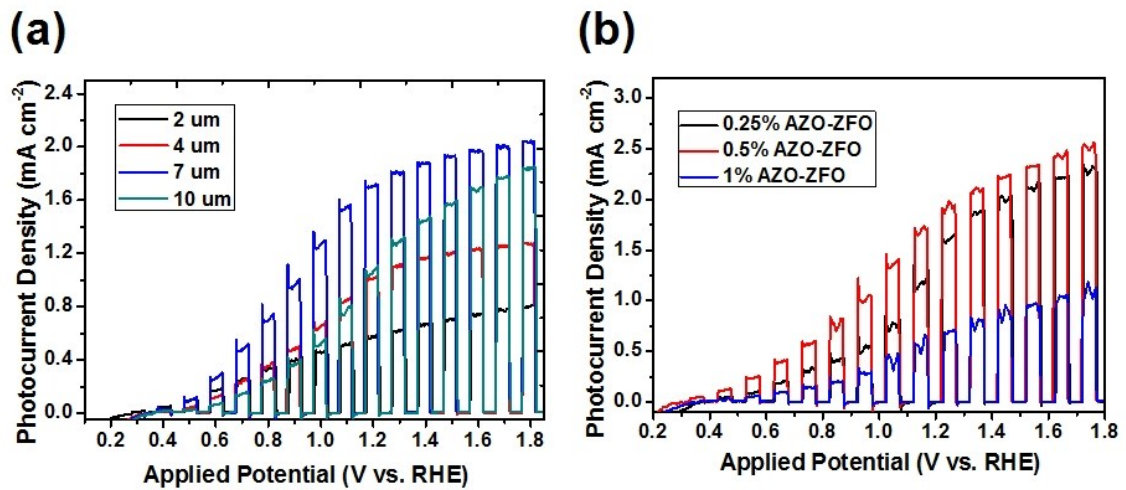 (a)
Photocurrent Density (mA cm⁻²)
2.4
2.0
1.6
1.2
0.8
0.4
0.0
2 um
4 um
7 um
10 um
0.2 0.4 0.6 0.8 1.0 1.2 1.4 1.6 1.8
Applied Potential (V vs. RHE)
(b)
Photocurrent Density (mA cm⁻²)
3.0
2.5
2.0
1.5
1.0
0.5
0.0
0.25% AZO-ZFO
0.5% AZO-ZFO
1% AZO-ZFO
0.2 0.4 0.6 0.8 1.0 1.2 1.4 1.6 1.8
Applied Potential (V vs. RHE)